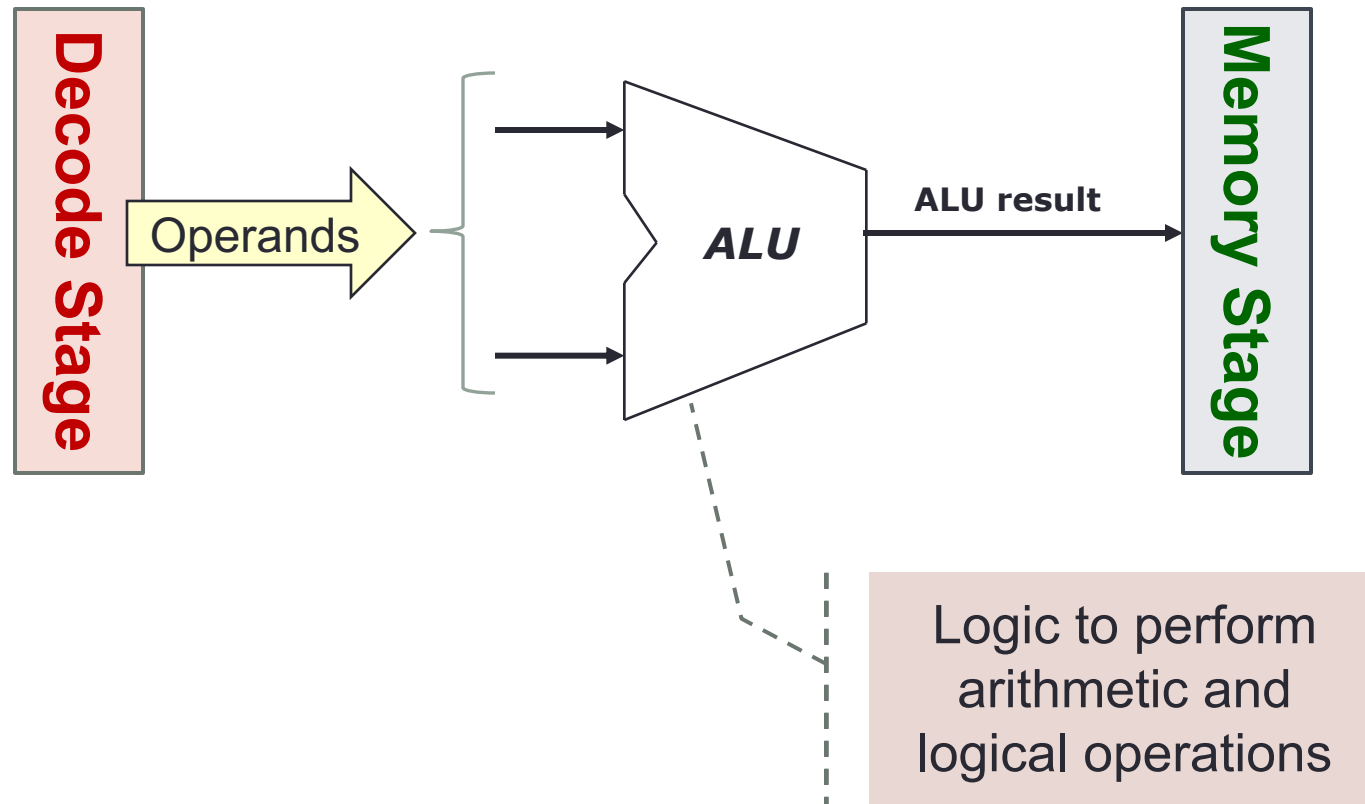 Decode Stage
Operands
ALU
ALU result
Memory Stage
Logic to perform
arithmetic and
logical operations